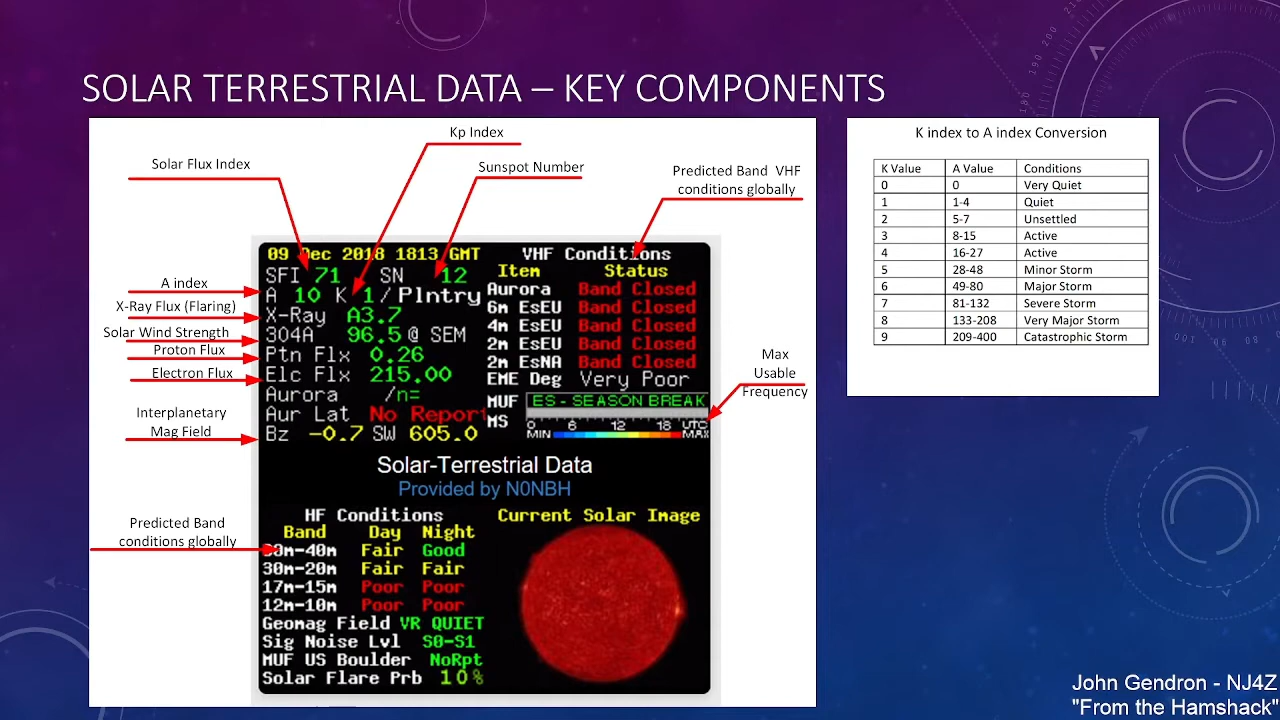 SOLAR TERRESTRIAL DATA – KEY COMPONENTS
Kp Index
Solar Flux Index
Sunspot Number
Predicted Band VHF
conditions globally
A index
X-Ray Flux (Flaring)
Solar Wind Strength
Proton Flux
Electron Flux
Interplanetary
Mag Field
Predicted Band
conditions globally
Max
Usable
Frequency
09 Dec 2018 1813 GMT
SFI 71 SN 12
A 10 K 1/Plntry
X-Ray A3.7
304A 96.5@ SEM
Ptn Flx 0.26
Elc Flx 215.00
Aurora /n=
Aur Lat No Report
Bz -0.7 SW 605.0
VHF Conditions
Item Status
Aurora Band Closed
6m EsEU Band Closed
4m EsEU Band Closed
2m EsEU Band Closed
2m EsNA Band Closed
EME Deg Very Poor
MUF ES - SEASON BREAK
MS
0 6 12 18 UTC
MIN MAX
Solar-Terrestrial Data
Provided by N0NBH
HF Conditions
Band Day Night
80m-40m Fair Good
30m-20m Fair Fair
17m-15m Poor Poor
12m-10m Poor Poor
Geomag Field VR QUIET
Sig Noise Lvl S0-S1
MUF US Boulder NoRpt
Solar Flare Prb 10%
Current Solar Image
K index to A index Conversion
K Value A Value Conditions
0 0 Very Quiet
1 1-4 Quiet
2 5-7 Unsettled
3 8-15 Active
4 16-27 Active
5 28-48 Minor Storm
6 49-80 Major Storm
7 81-132 Severe Storm
8 133-208 Very Major Storm
9 209-400 Catastrophic Storm
John Gendron - NJ4Z
"From the Hamshack"